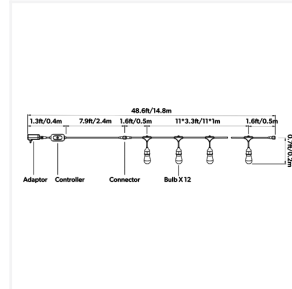 48.6ft/14.8m
1.3ft/0.4m 7.9ft/2.4m 1.6ft/0.5m 11*3.3ft/11*1m 1.6ft/0.5m
0.7ft/0.2m
Adaptor Controller Connector Bulb X 12